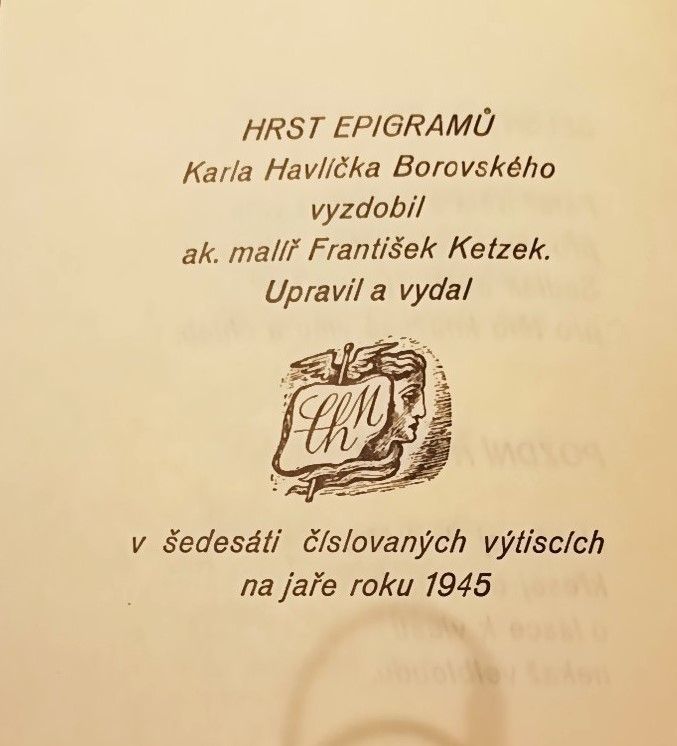 HRST EPIGRAMŮ
Karla Havlíčka Borovského
vyzdobil
ak. malíř František Ketzek.
Upravil a vydal
v šedesáti číslovaných výtiscích
na jaře roku 1945